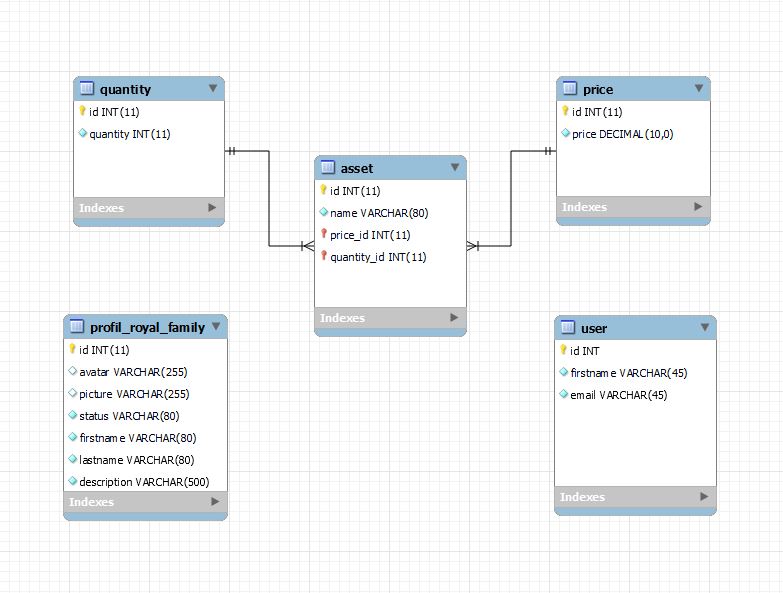 quantity
id INT(11)
quantity INT(11)
Indexes
price
id INT(11)
price DECIMAL(10,0)
Indexes
asset
id INT(11)
name VARCHAR(80)
price_id INT(11)
quantity_id INT(11)
Indexes
profil_royal_family
id INT(11)
avatar VARCHAR(255)
picture VARCHAR(255)
status VARCHAR(80)
firstname VARCHAR(80)
lastname VARCHAR(80)
description VARCHAR(500)
Indexes
user
id INT
firstname VARCHAR(45)
email VARCHAR(45)
Indexes